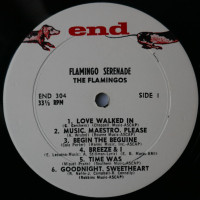 end
FLAMINGO SERENADE
THE FLAMINGOS
END 304
33⅓ RPM
SIDE 1
1. LOVE WALKED IN
2. MUSIC, MAESTRO, PLEASE
3. BEGIN THE BEGUINE
4. BREEZE & I
5. TIME WAS
6. GOODNIGHT, SWEETHEART